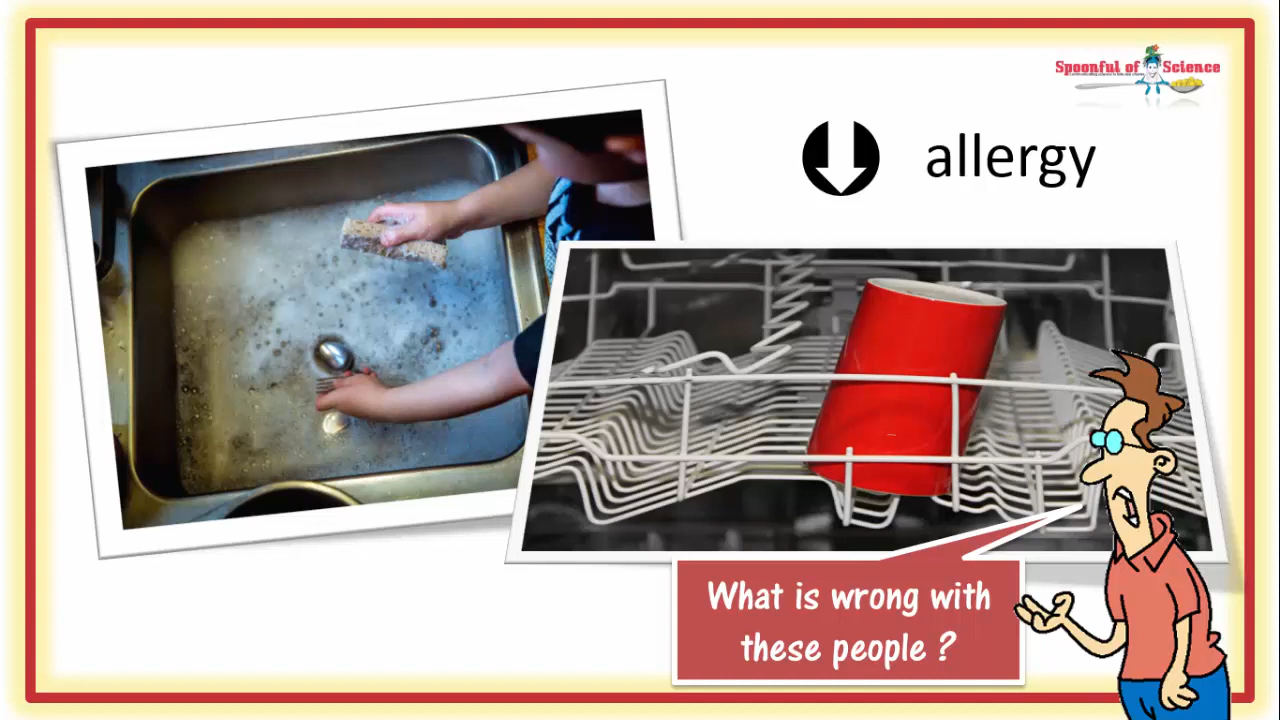 Spoonful of Science
allergy
What is wrong with
these people ?